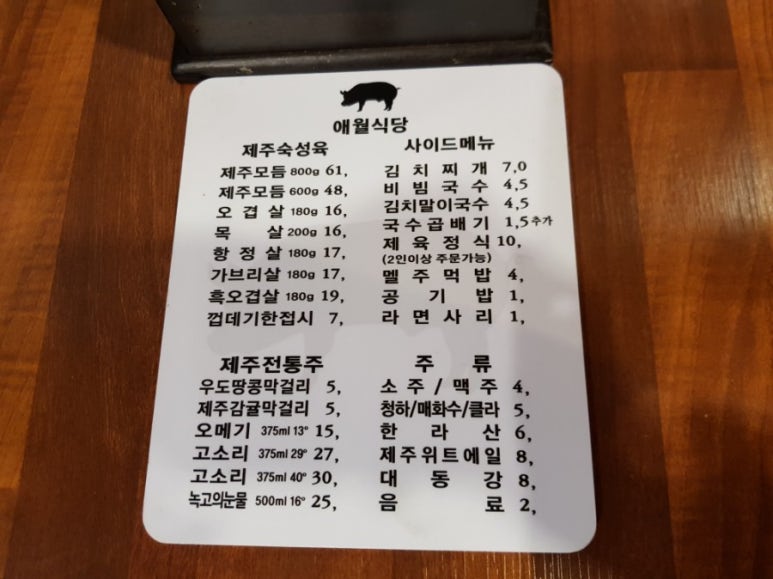 애월식당
제주숙성육
제주모듬 800g 61,
제주모듬 600g 48,
오겹살 180g 16,
목살 200g 16,
항정살 180g 17,
가브리살 180g 17,
흑오겹살 180g 19,
껍데기한접시 7,
사이드메뉴
김치찌개 7,0
비빔국수 4,5
김치말이국수 4,5
국수곱배기 1,5추가
제육정식 10,
(2인이상 주문가능)
멜주먹밥 4,
공기밥 1,
라면사리 1,
제주전통주
우도땅콩막걸리 5,
제주감귤막걸리 5,
오메기 375ml 13° 15,
고소리 375ml 29° 27,
고소리 375ml 40° 30,
녹고의눈물 500ml 16° 25,
주류
소주/맥주 4,
청하/매화수/클라 5,
한라산 6,
제주위트에일 8,
대동강 8,
음료 2,